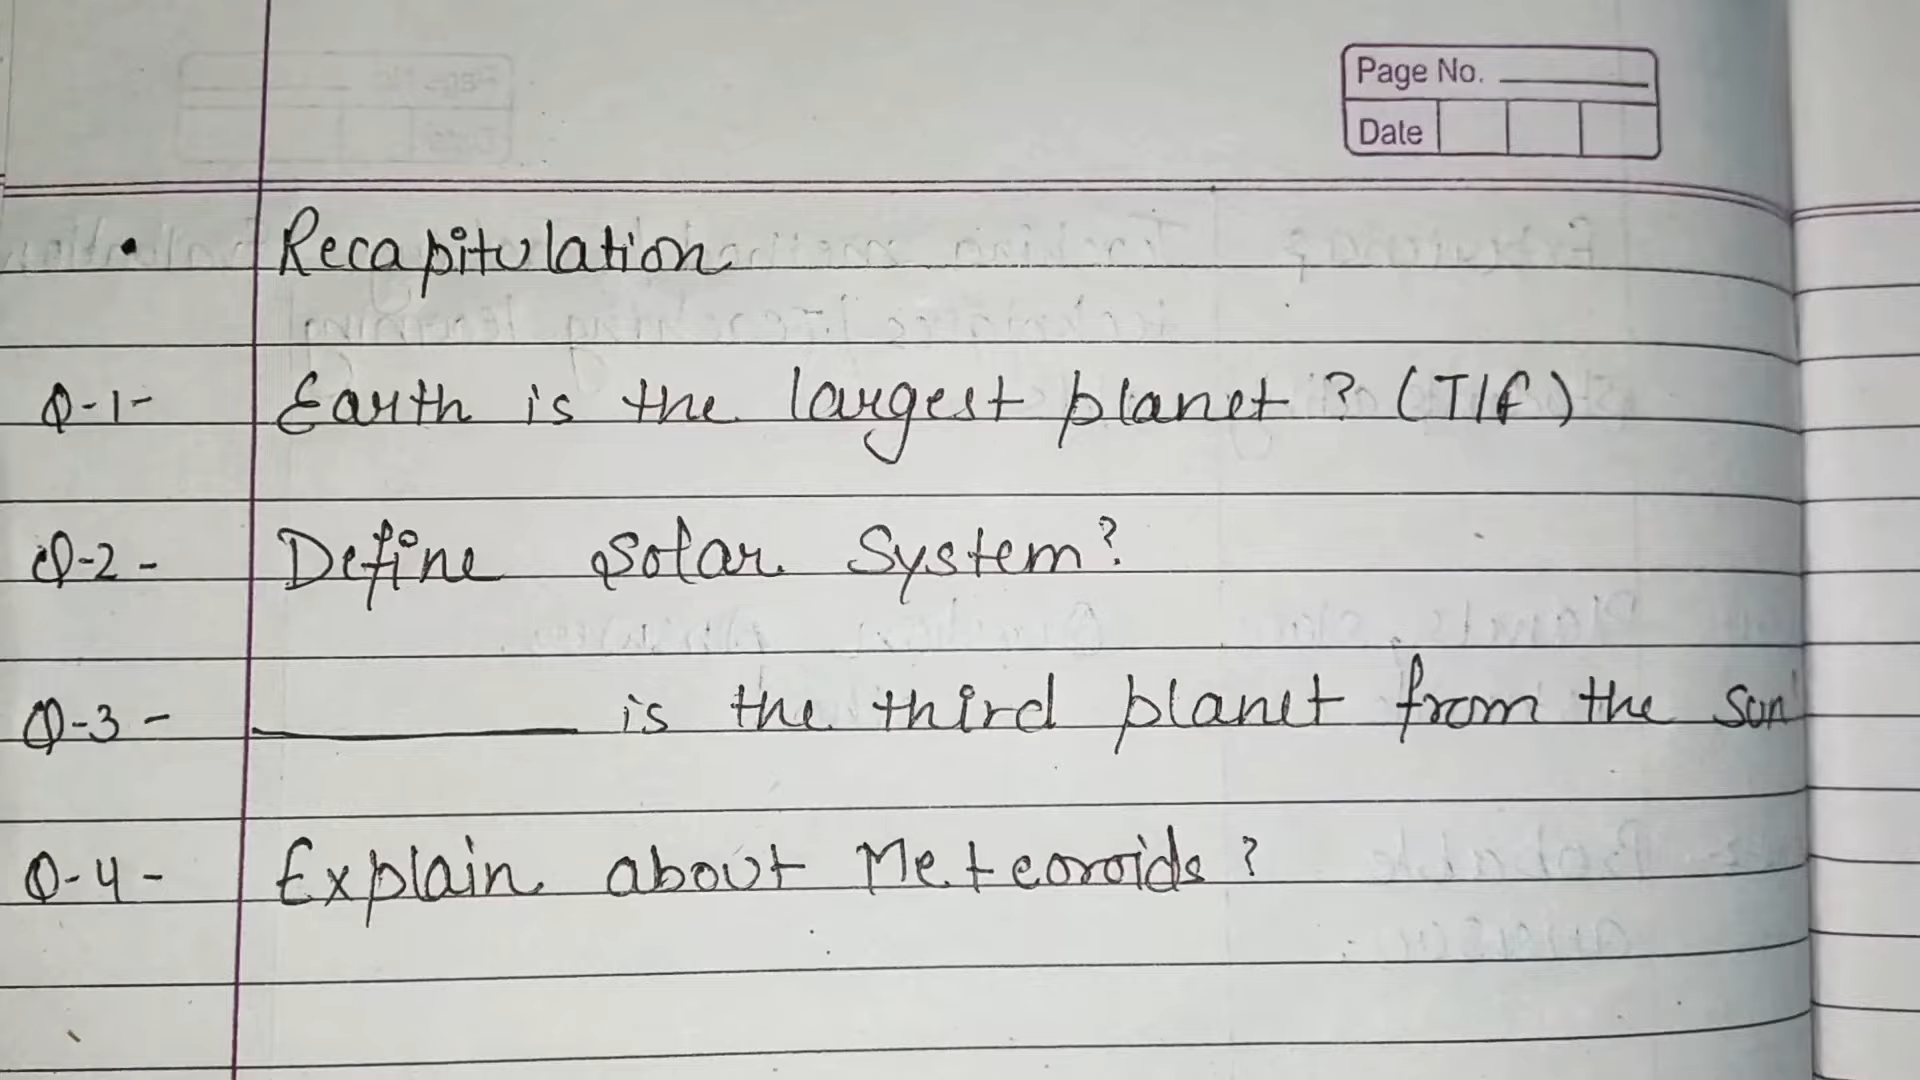 Page No.
Date
• Recapitulation
Q-1- Earth is the largest planet? (T/F)
Q-2- Define Solar System?
Q-3- ________ is the third planet from the sun
Q-4- Explain about Meteoroids?